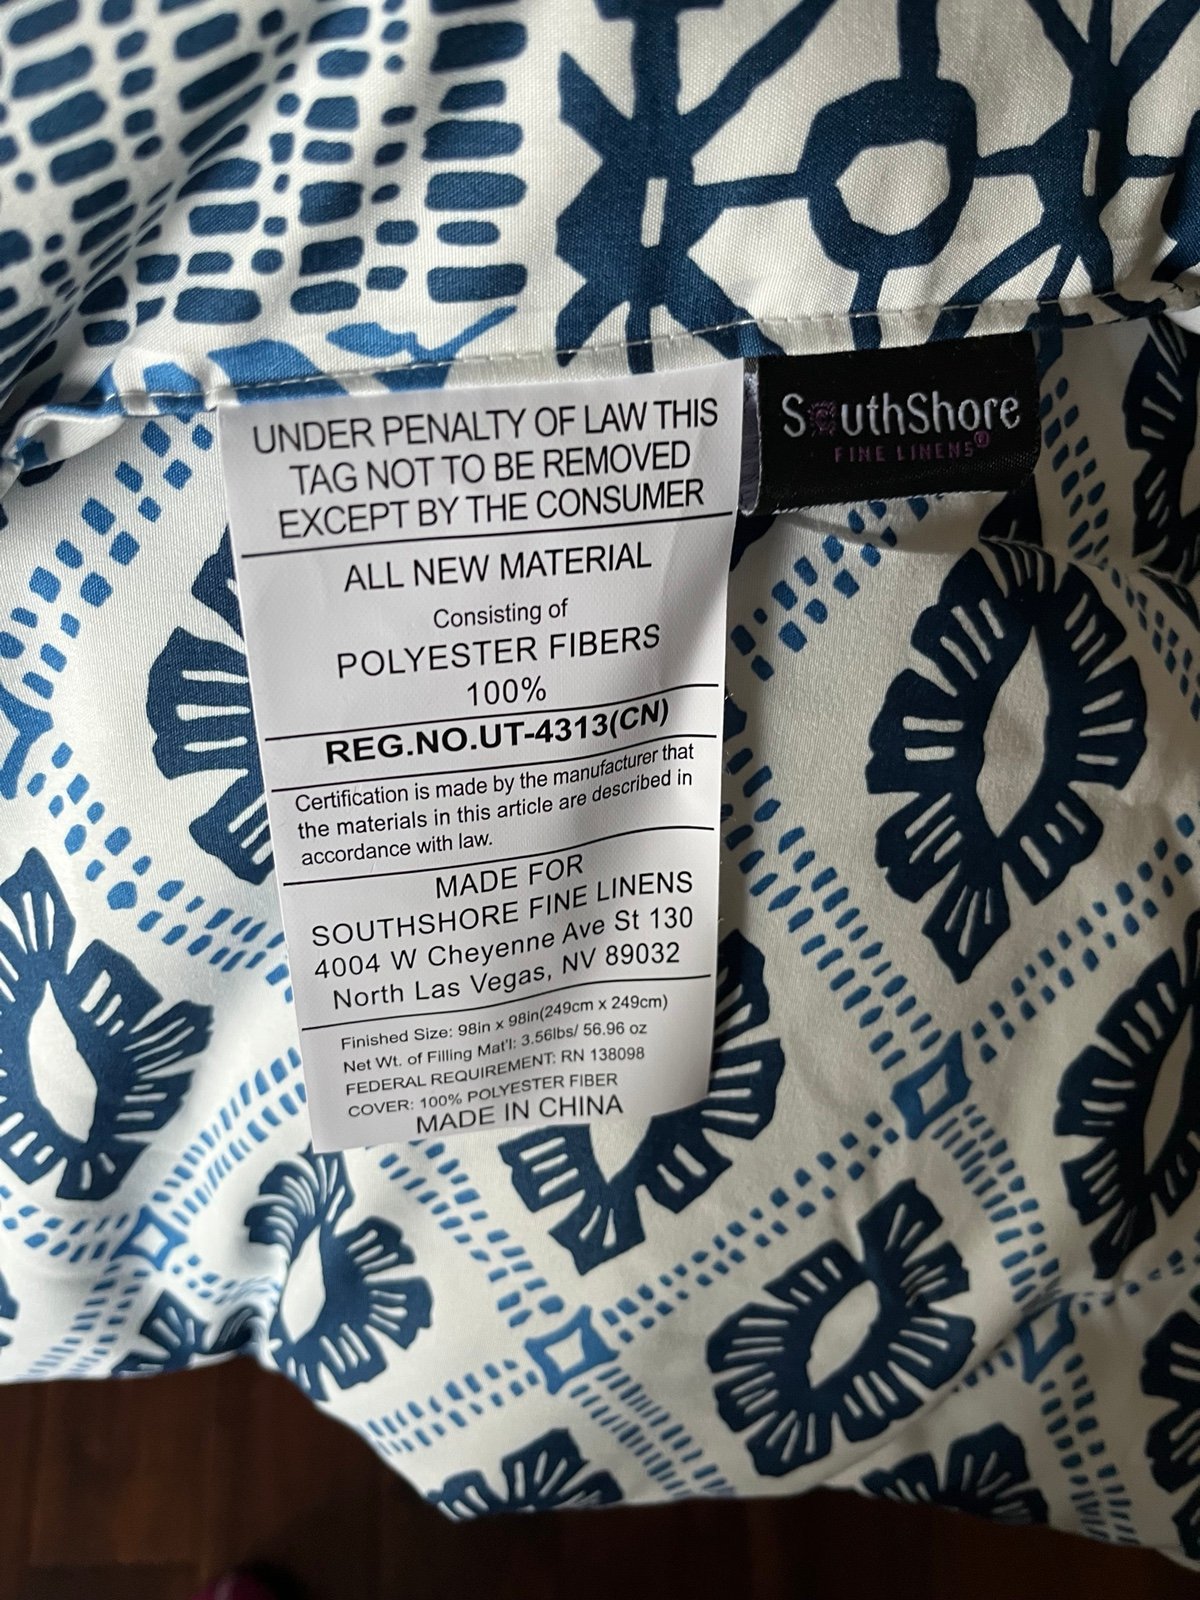 UNDER PENALTY OF LAW THIS
TAG NOT TO BE REMOVED
EXCEPT BY THE CONSUMER
ALL NEW MATERIAL
Consisting of
POLYESTER FIBERS
100%
REG.NO.UT-4313(CN)
Certification is made by the manufacturer that
the materials in this article are described in
accordance with law.
MADE FOR
SOUTHSHORE FINE LINENS
4004 W Cheyenne Ave St 130
North Las Vegas, NV 89032
Finished Size: 98in x 98in(249cm x 249cm)
Net Wt. of Filling Mat'l: 3.56lbs/ 56.96 oz
FEDERAL REQUIREMENT: RN 138098
COVER: 100% POLYESTER FIBER
MADE IN CHINA
SouthShore
FINE LINENS®